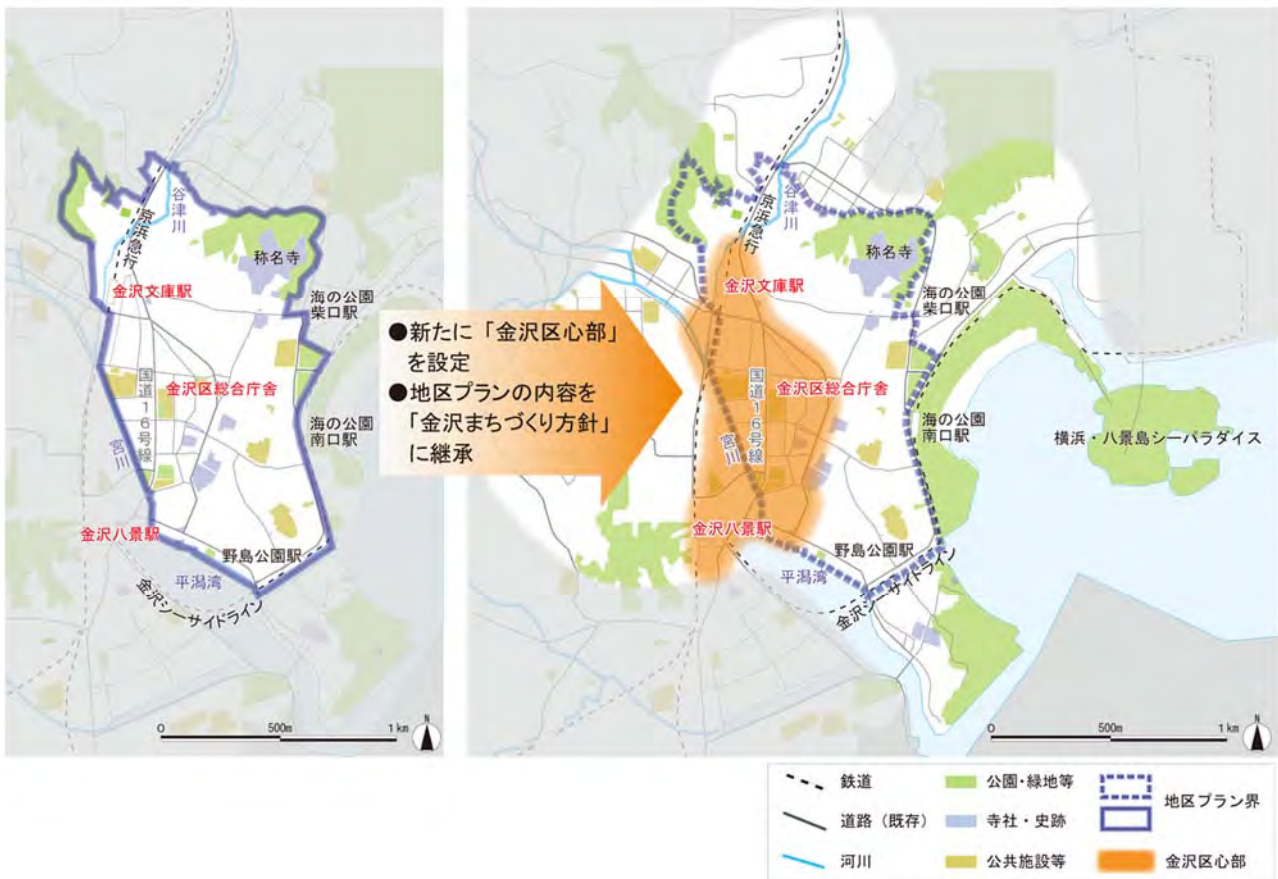 谷津川
京浜急行
称名寺
金沢文庫駅
海の公園
柴口駅
国道16号線
金沢区総合庁舎
海の公園
南口駅
宮川
金沢八景駅
野島公園駅
平潟湾
金沢シーサイドライン
0 500m 1km
N
●新たに「金沢区心部」
を設定
●地区プランの内容を
「金沢まちづくり方針」
に継承
谷津川
京浜急行
称名寺
金沢文庫駅
海の公園
柴口駅
国道16号線
金沢区総合庁舎
海の公園
南口駅
横浜・八景島シーパラダイス
宮川
金沢八景駅
野島公園駅
平潟湾
金沢シーサイドライン
0 500m 1km
N
鉄道
公園・緑地等
地区プラン界
道路（既存）
寺社・史跡
河川
公共施設等
金沢区心部